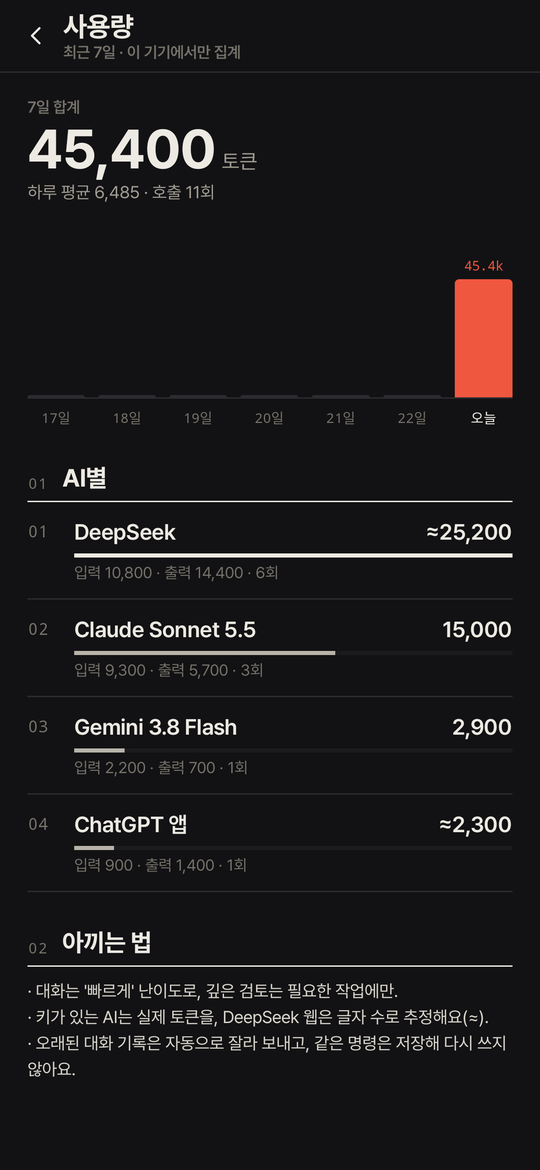 사용량
최근 7일 · 이 기기에서만 집계
7일 합계
45,400 토큰
하루 평균 6,485 · 호출 11회
45.4k
17일 18일 19일 20일 21일 22일 오늘
01 AI별
01 DeepSeek ≈25,200
입력 10,800 · 출력 14,400 · 6회
02 Claude Sonnet 5.5 15,000
입력 9,300 · 출력 5,700 · 3회
03 Gemini 3.8 Flash 2,900
입력 2,200 · 출력 700 · 1회
04 ChatGPT 앱 ≈2,300
입력 900 · 출력 1,400 · 1회
02 아끼는 법
· 대화는 '빠르게' 난이도로, 깊은 검토는 필요한 작업에만.
· 키가 있는 AI는 실제 토큰을, DeepSeek 웹은 글자 수로 추정해요(≈).
· 오래된 대화 기록은 자동으로 잘라 보내고, 같은 명령은 저장해 다시 쓰지
않아요.